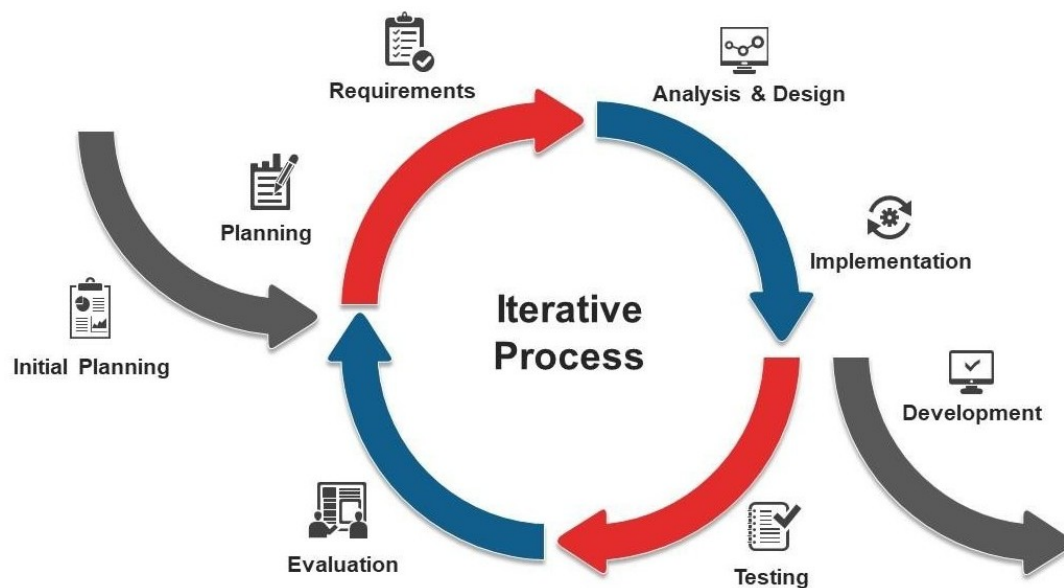 Requirements
Analysis & Design
Planning
Implementation
Initial Planning
Iterative
Process
Development
Evaluation
Testing